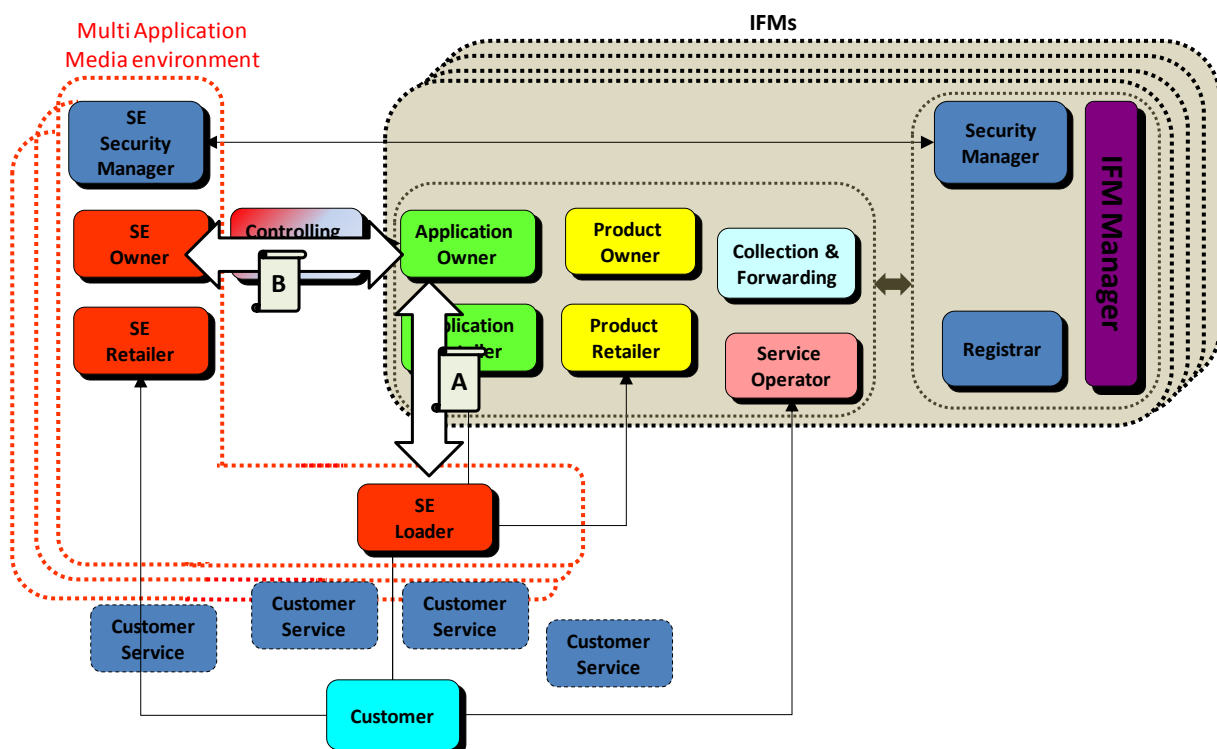 Multi Application
Media environment
IFMs
SE
Security
Manager
Security
Manager
IFM Manager
SE
Owner
Controlling
B
Application
Owner
Product
Owner
Collection &
Forwarding
SE
Retailer
A
Product
Retailer
Service
Operator
Registrar
SE
Loader
Customer
Service
Customer
Service
Customer
Service
Customer
Service
Customer